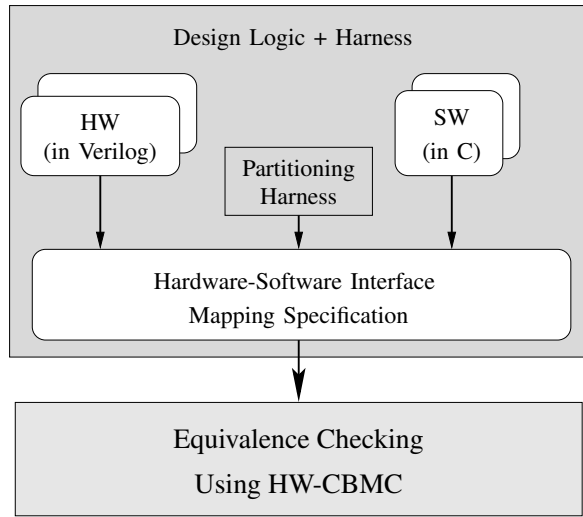 Design Logic + Harness
HW
(in Verilog)
SW
(in C)
Partitioning
Harness
Hardware-Software Interface
Mapping Specification
Equivalence Checking
Using HW-CBMC